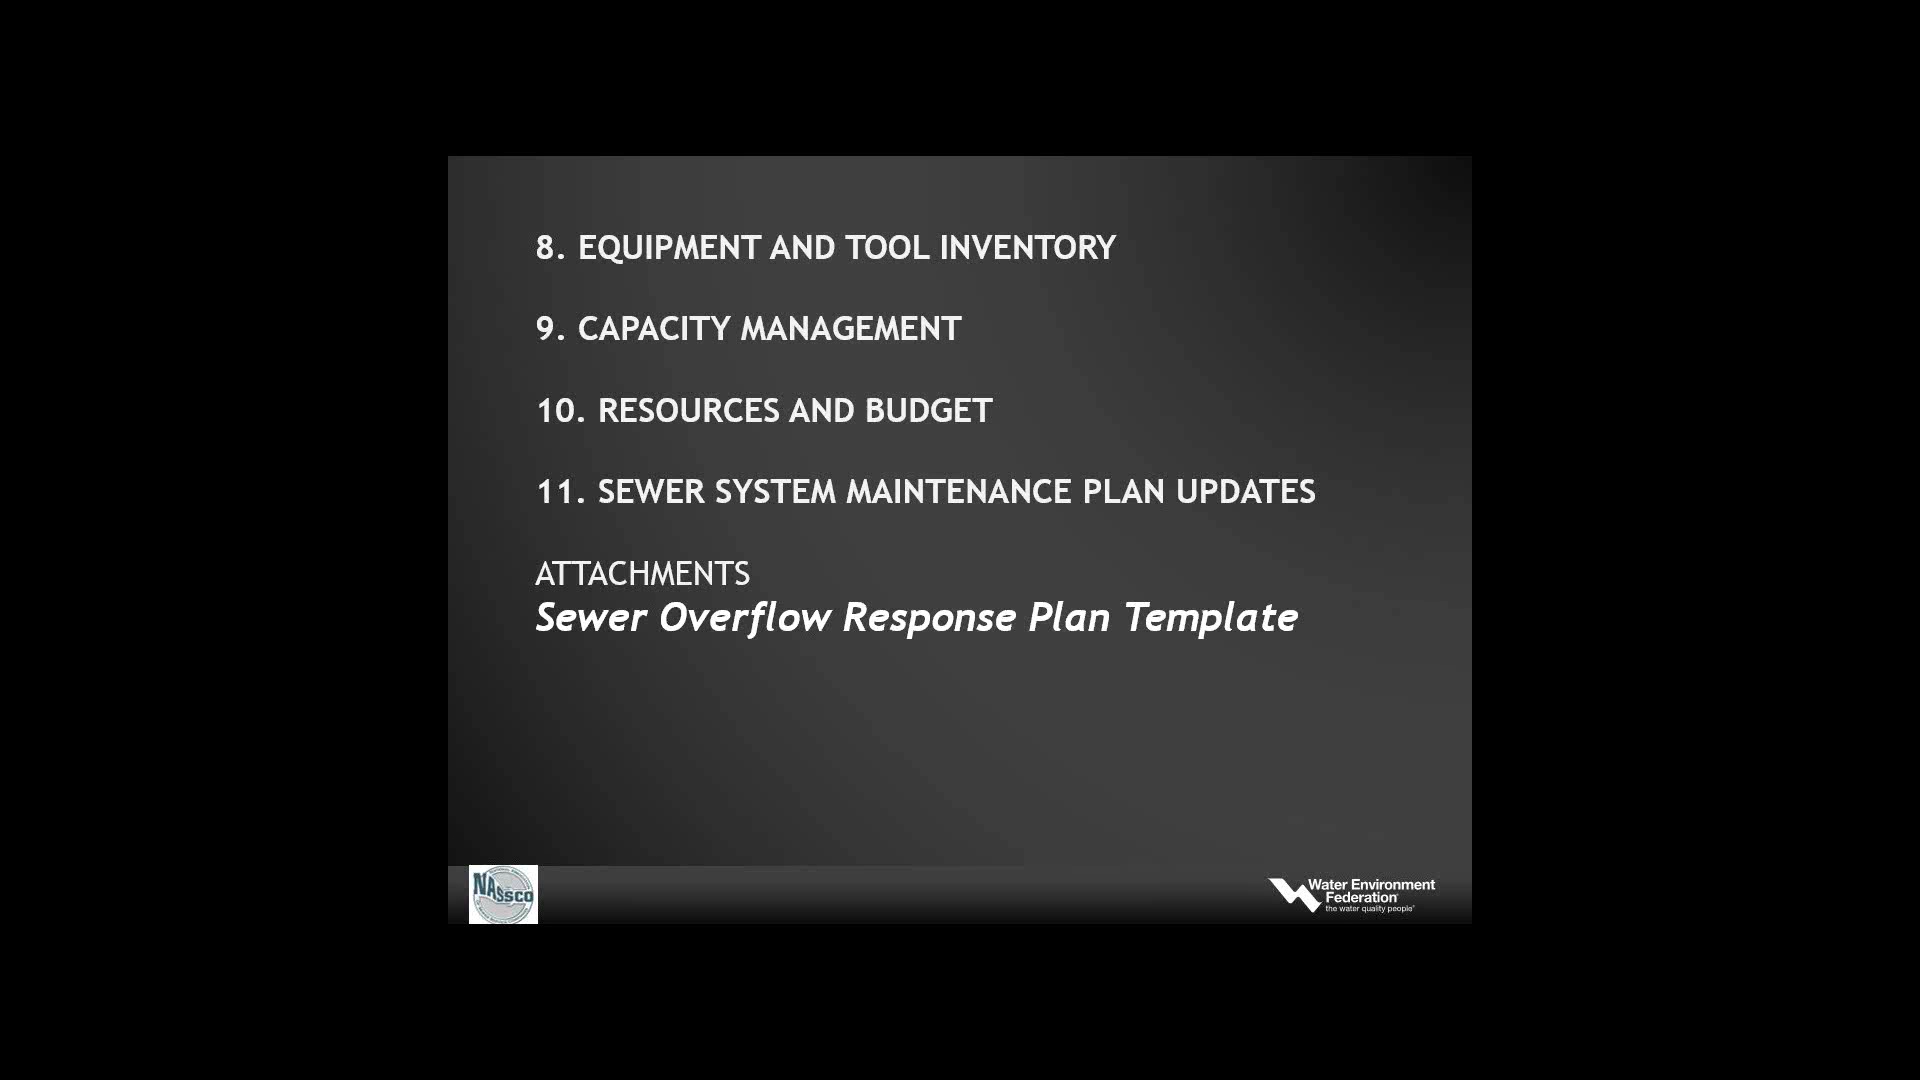 8. EQUIPMENT AND TOOL INVENTORY
9. CAPACITY MANAGEMENT
10. RESOURCES AND BUDGET
11. SEWER SYSTEM MAINTENANCE PLAN UPDATES
ATTACHMENTS
Sewer Overflow Response Plan Template
NASSCO
Water Environment
Federation
the water quality people